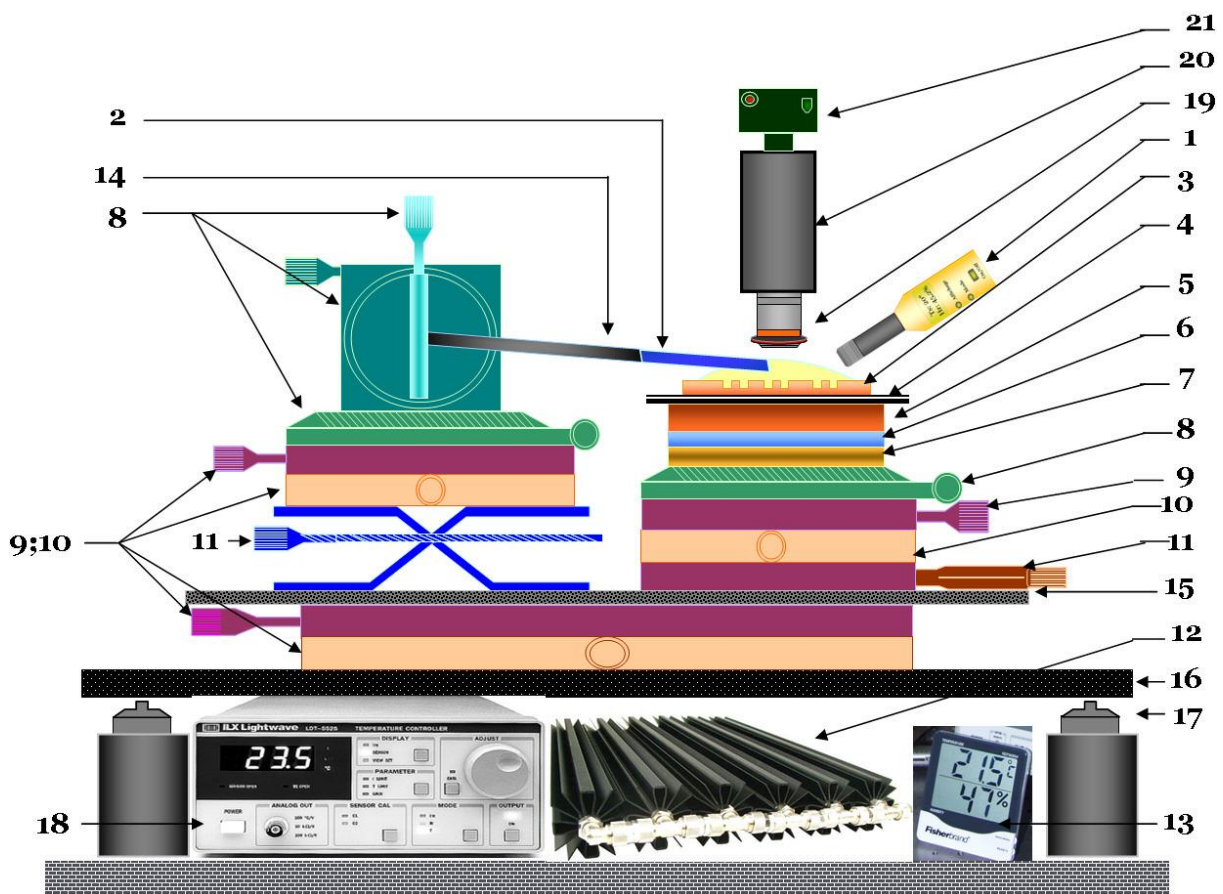 21
20
19
2
1
14
3
8
4
5
6
7
8
9
10
9;10
11
11
15
12
16
17
ILX Lightwave LDT-5525 TEMPERATURE CONTROLLER
DISPLAY
ADJUST
23.5
°C
PARAMETER
POWER
ANALOG OUT
SENSOR CAL
MODE
OUTPUT
18
21.5°C
47%
Fisherbrand
13